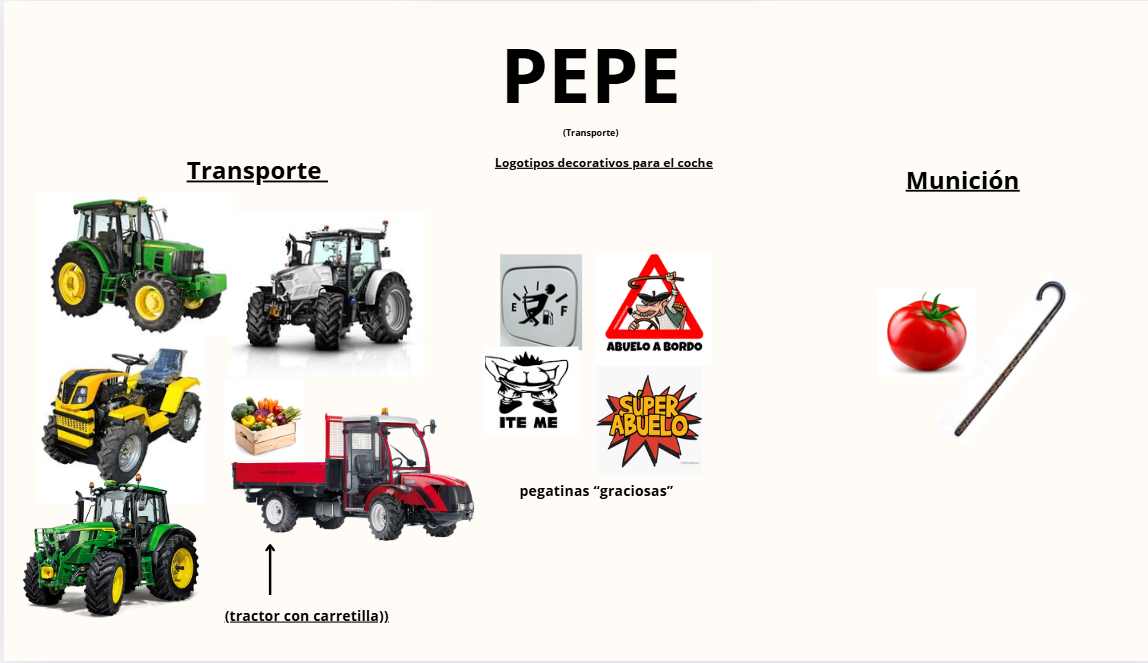 PEPE
(Transporte)
Logotipos decorativos para el coche
Transporte
Munición
E F
ABUELO A BORDO
ITE ME
SÚPER
ABUELO
pegatinas “graciosas”
(tractor con carretilla))